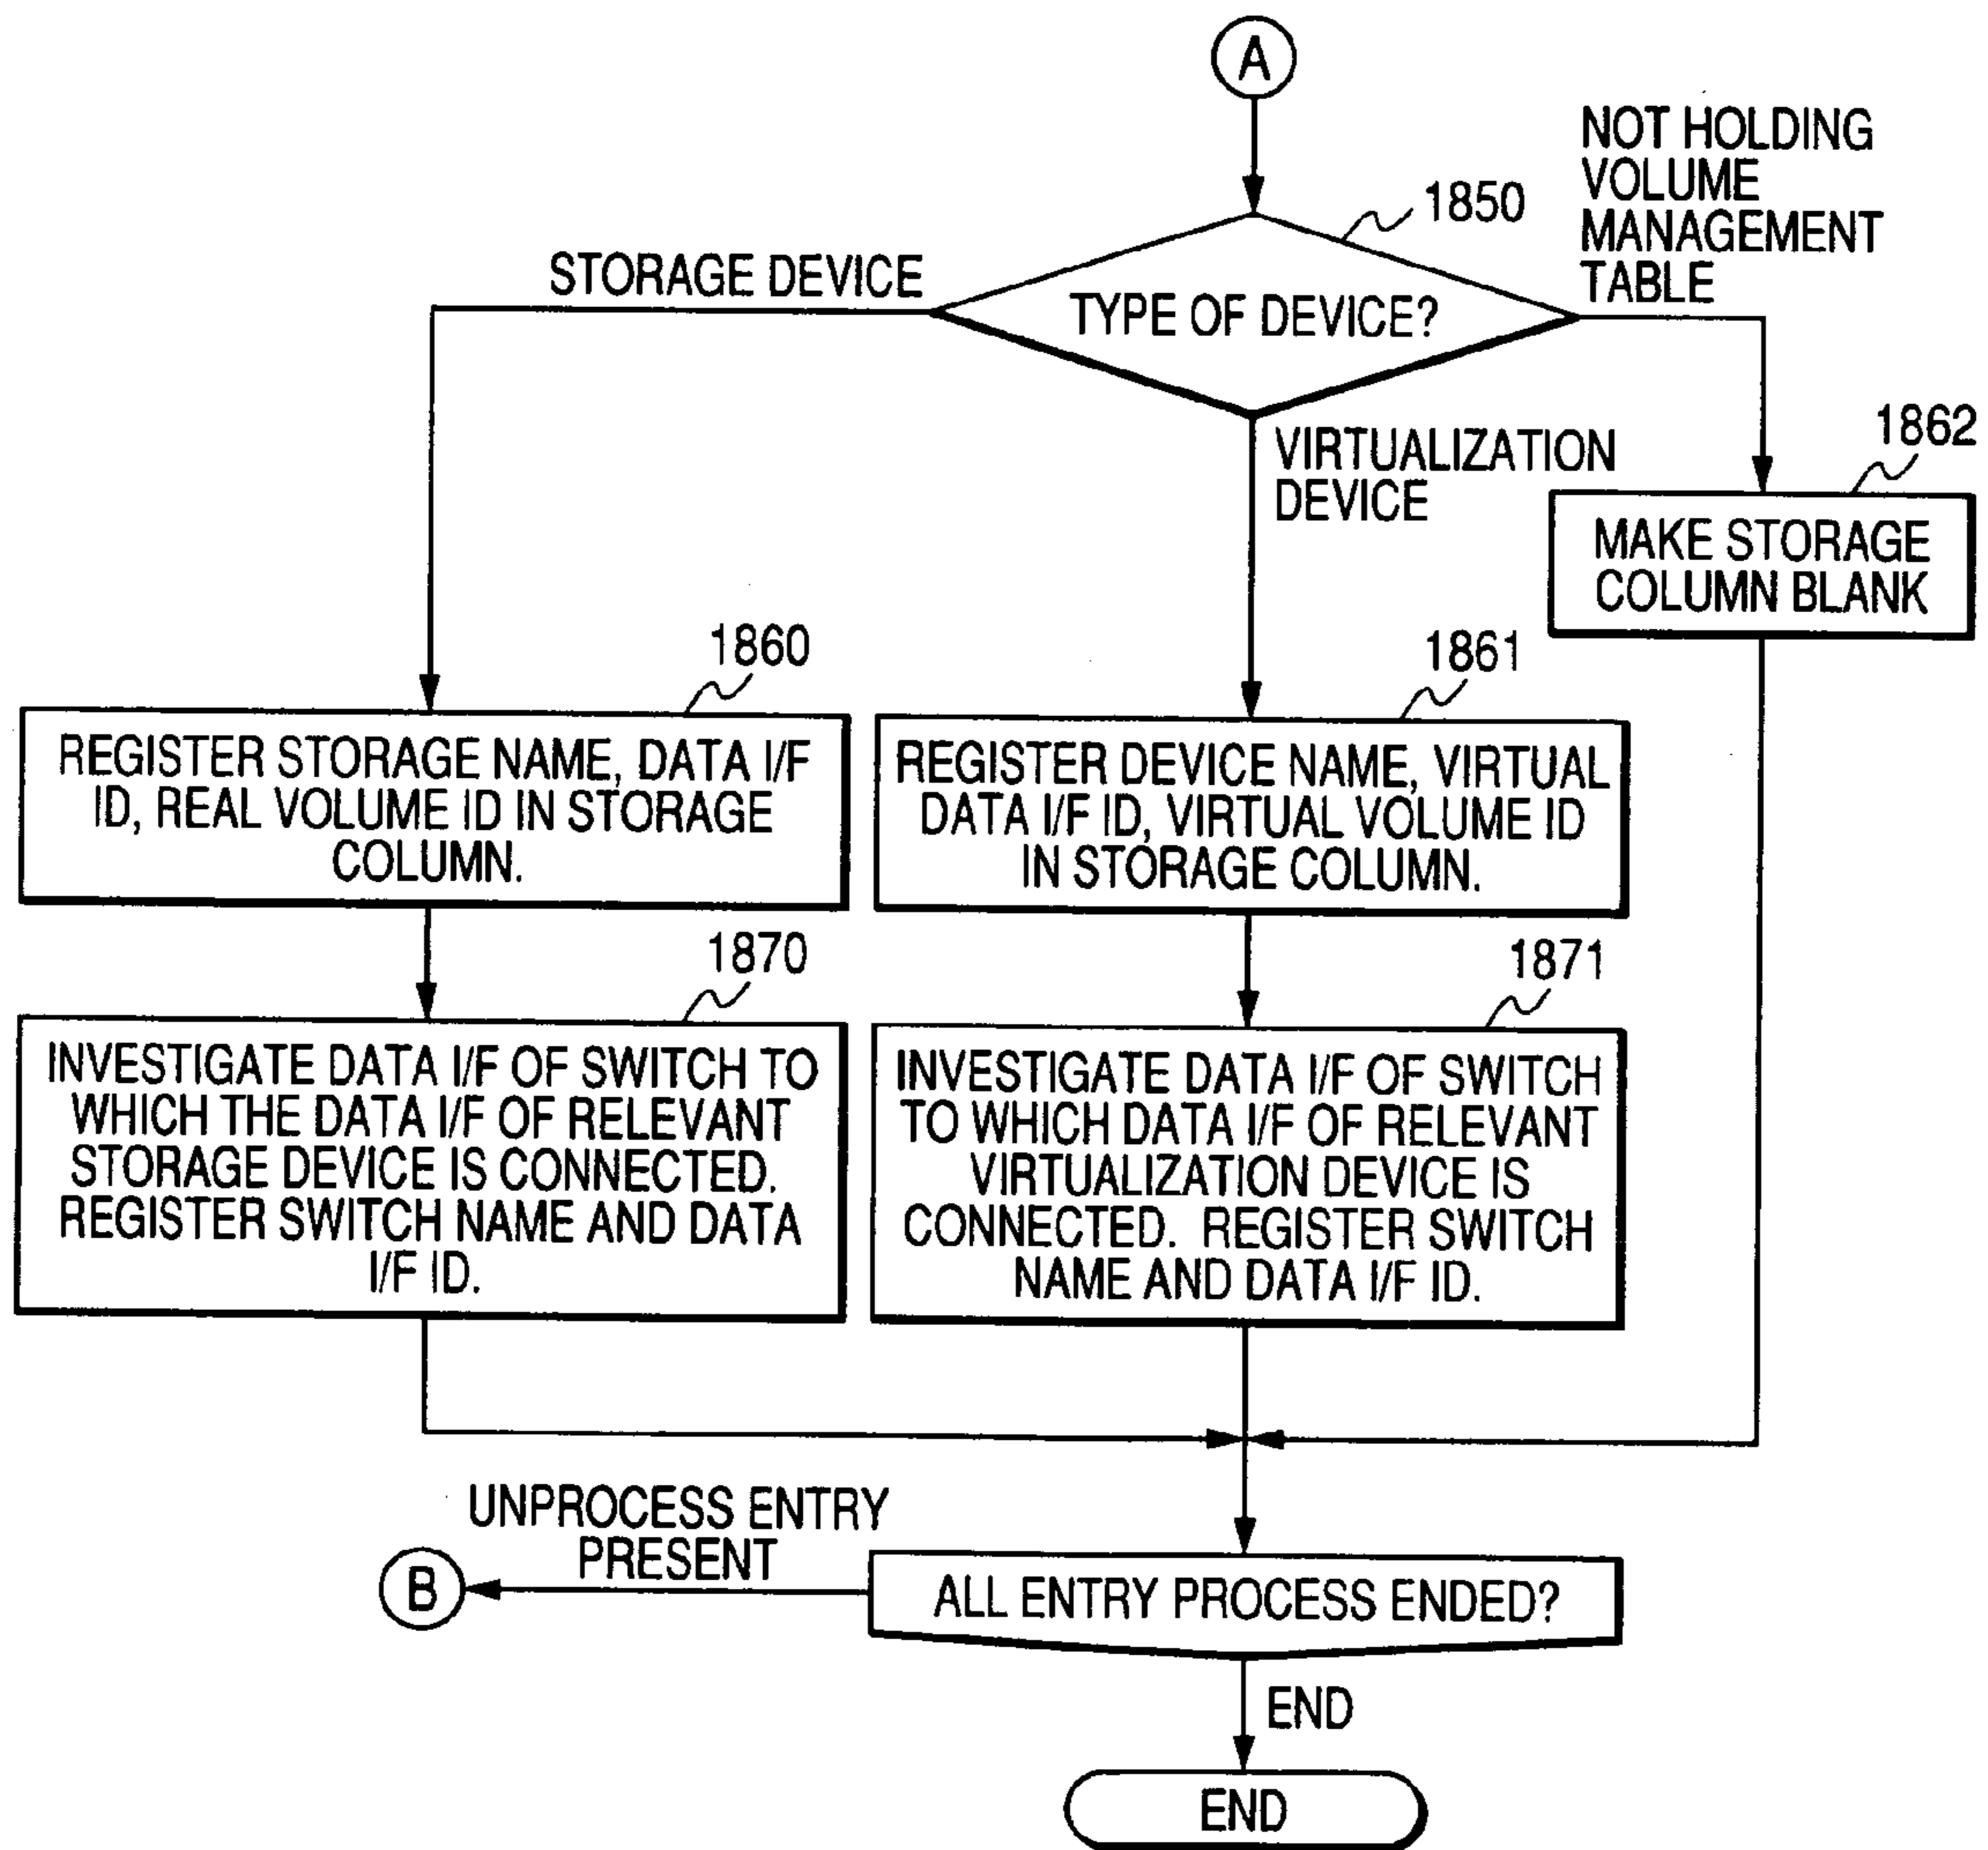 A
NOT HOLDING
VOLUME
MANAGEMENT
TABLE
1850
STORAGE DEVICE
TYPE OF DEVICE?
VIRTUALIZATION
DEVICE
1862
MAKE STORAGE
COLUMN BLANK
1860
REGISTER STORAGE NAME, DATA I/F
ID, REAL VOLUME ID IN STORAGE
COLUMN.
1861
REGISTER DEVICE NAME, VIRTUAL
DATA I/F ID, VIRTUAL VOLUME ID
IN STORAGE COLUMN.
1870
INVESTIGATE DATA I/F OF SWITCH TO
WHICH THE DATA I/F OF RELEVANT
STORAGE DEVICE IS CONNECTED.
REGISTER SWITCH NAME AND DATA
I/F ID.
1871
INVESTIGATE DATA I/F OF SWITCH
TO WHICH DATA I/F OF RELEVANT
VIRTUALIZATION DEVICE IS
CONNECTED. REGISTER SWITCH
NAME AND DATA I/F ID.
UNPROCESS ENTRY
PRESENT
B
ALL ENTRY PROCESS ENDED?
END
END